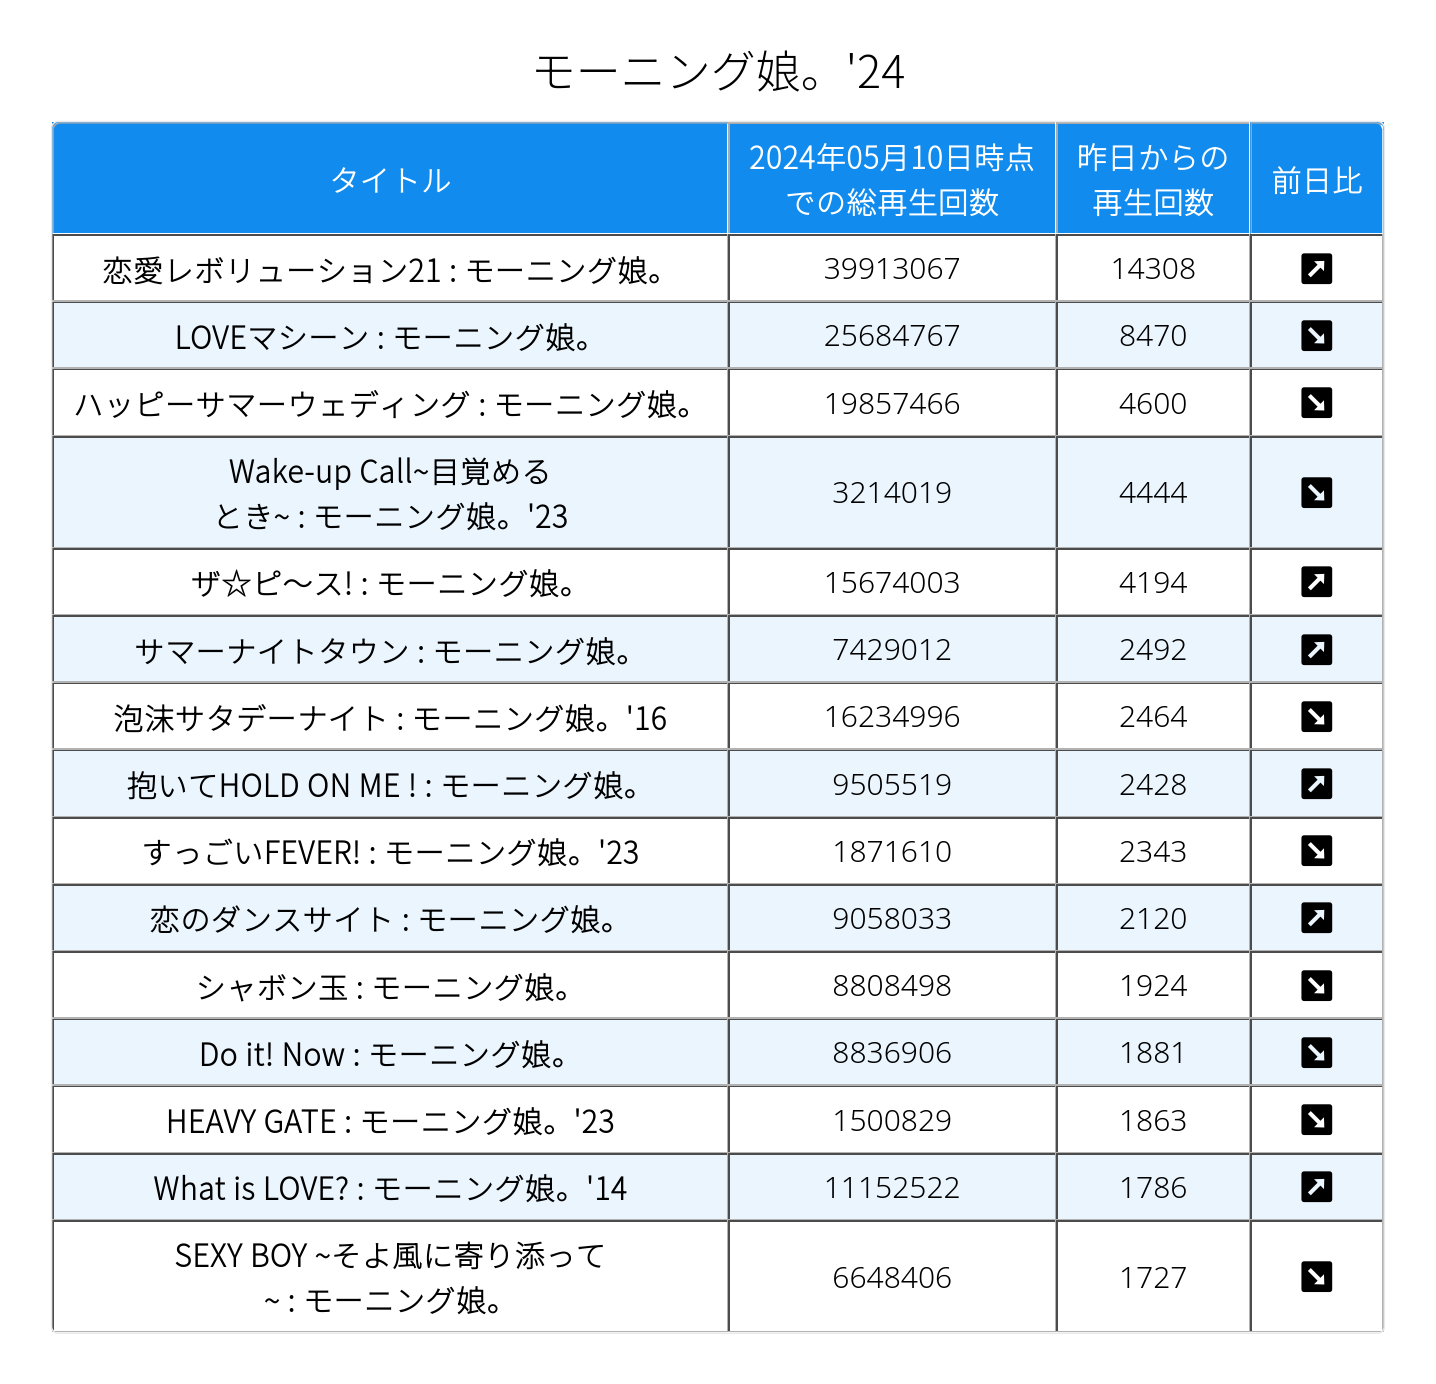 モーニング娘。'24
タイトル
2024年05月10日時点
での総再生回数
昨日からの
再生回数
前日比
恋愛レボリューション21 : モーニング娘。 39913067 14308 ↗
LOVEマシーン : モーニング娘。 25684767 8470 ↘
ハッピーサマーウェディング : モーニング娘。 19857466 4600 ↘
Wake-up Call~目覚める
とき~ : モーニング娘。'23 3214019 4444 ↘
ザ☆ピ〜ス! : モーニング娘。 15674003 4194 ↗
サマーナイトタウン : モーニング娘。 7429012 2492 ↗
泡沫サタデーナイト : モーニング娘。'16 16234996 2464 ↘
抱いてHOLD ON ME ! : モーニング娘。 9505519 2428 ↗
すっごいFEVER! : モーニング娘。'23 1871610 2343 ↘
恋のダンスサイト : モーニング娘。 9058033 2120 ↗
シャボン玉 : モーニング娘。 8808498 1924 ↘
Do it! Now : モーニング娘。 8836906 1881 ↘
HEAVY GATE : モーニング娘。'23 1500829 1863 ↘
What is LOVE? : モーニング娘。'14 11152522 1786 ↗
SEXY BOY ~そよ風に寄り添って
~ : モーニング娘。 6648406 1727 ↘